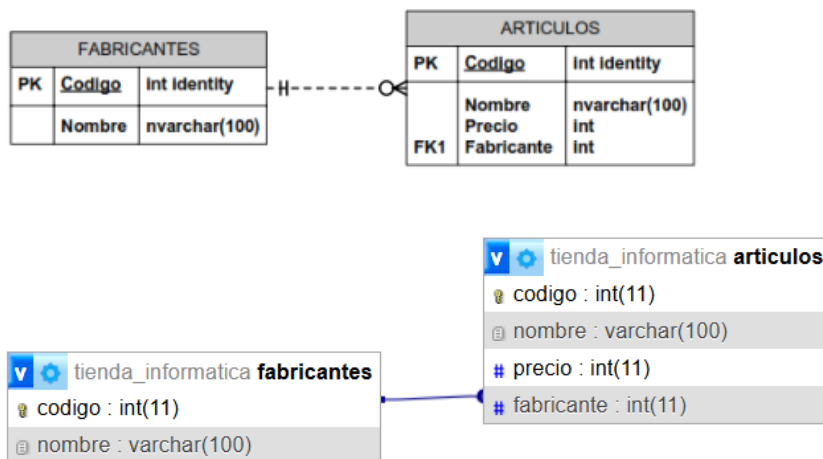 FABRICANTES
PK Codigo int identity
Nombre nvarchar(100)
ARTICULOS
PK Codigo int identity
Nombre nvarchar(100)
Precio int
FK1 Fabricante int
v tienda_informatica articulos
codigo : int(11)
nombre : varchar(100)
# precio : int(11)
# fabricante : int(11)
v tienda_informatica fabricantes
codigo : int(11)
nombre : varchar(100)